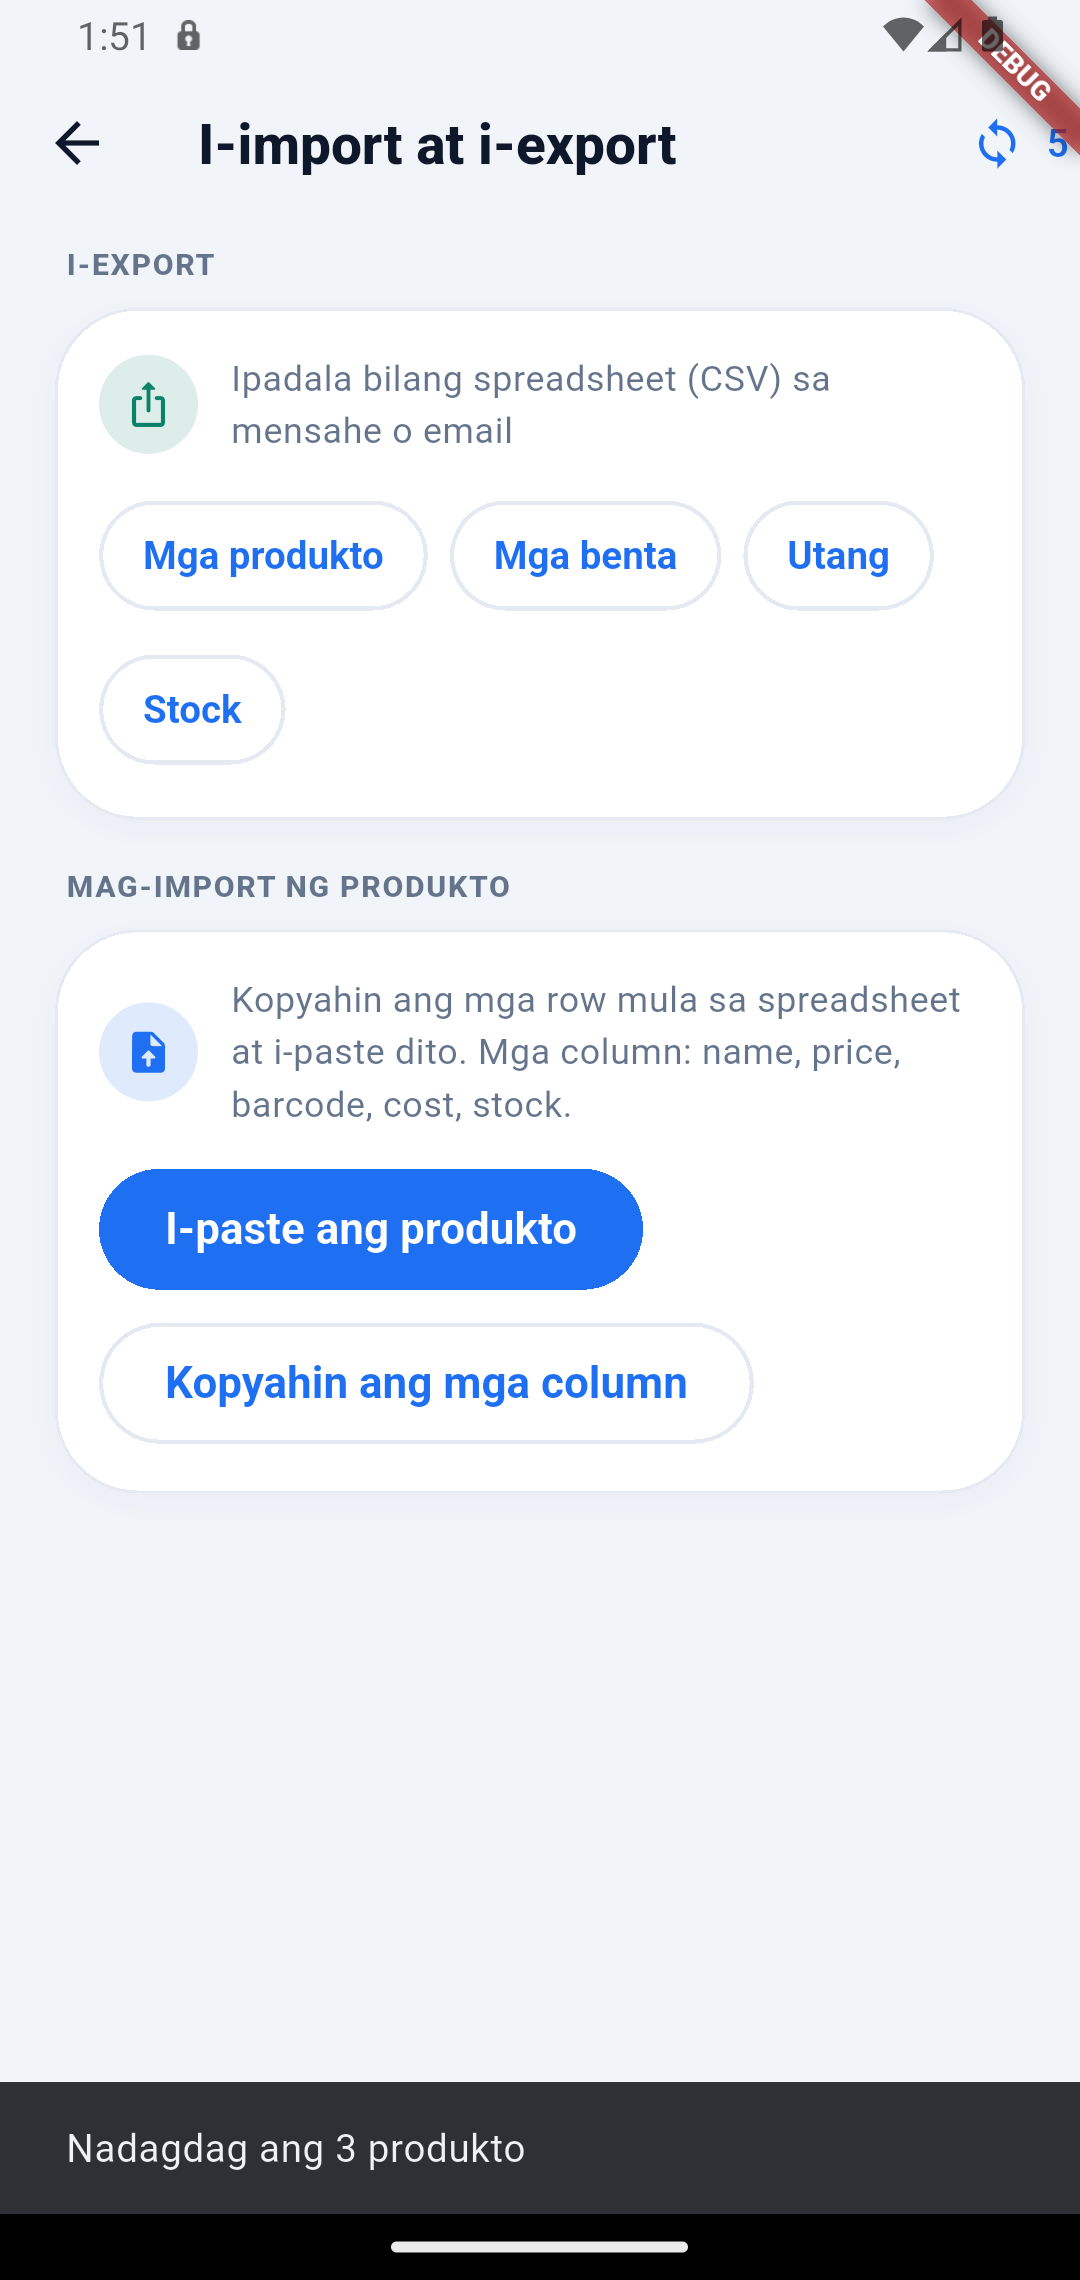 1:51
DEBUG
I-import at i-export
5
I-EXPORT
Ipadala bilang spreadsheet (CSV) sa
mensahe o email
Mga produkto
Mga benta
Utang
Stock
MAG-IMPORT NG PRODUKTO
Kopyahin ang mga row mula sa spreadsheet
at i-paste dito. Mga column: name, price,
barcode, cost, stock.
I-paste ang produkto
Kopyahin ang mga column
Nadagdag ang 3 produkto